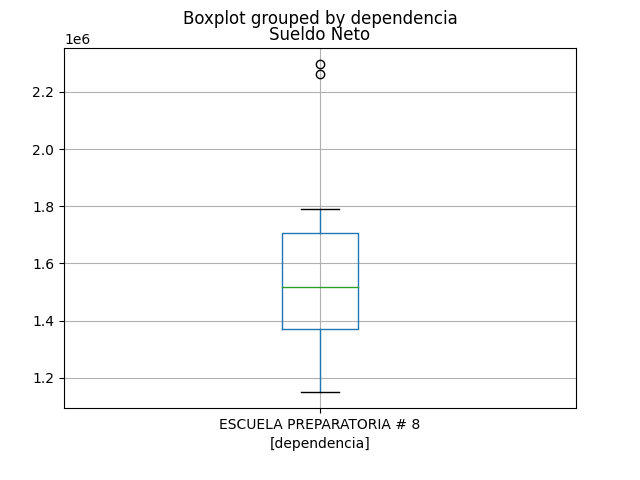 Boxplot grouped by dependencia
Sueldo Neto
1e6
2.2
2.0
1.8
1.6
1.4
1.2
ESCUELA PREPARATORIA # 8
[dependencia]